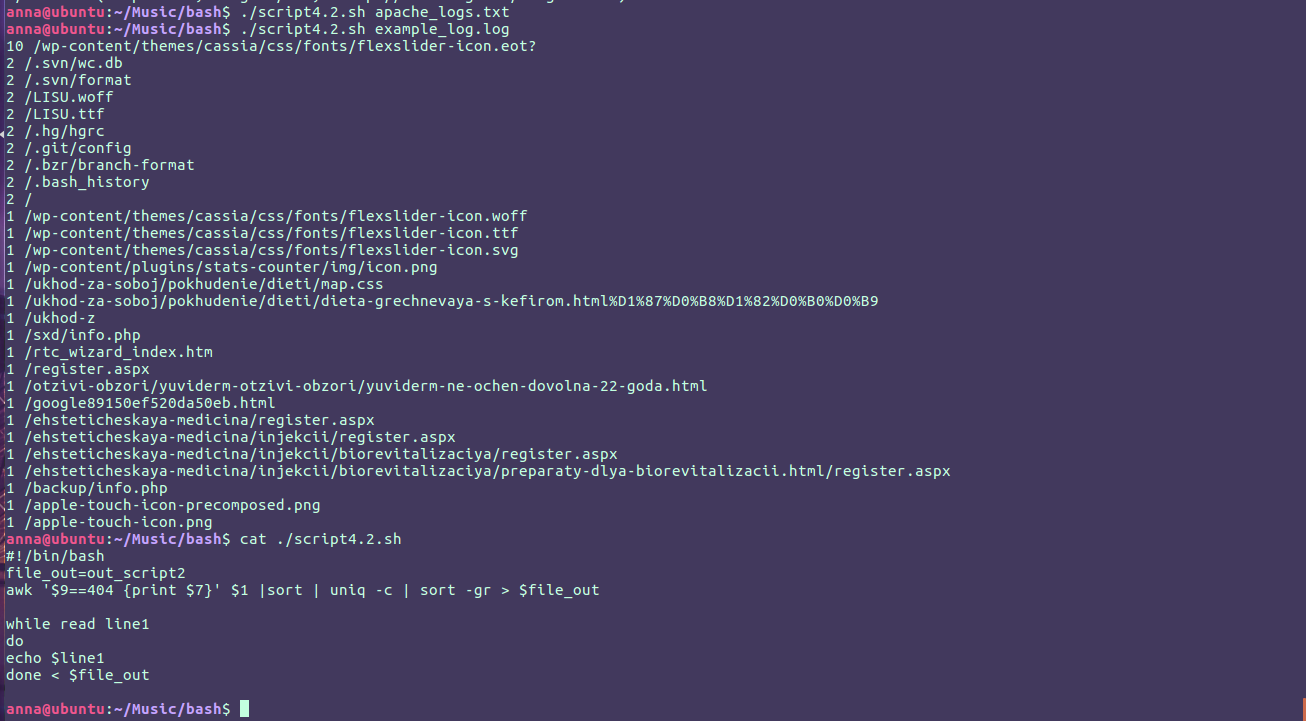 anna@ubuntu:~/Music/bash$ ./script4.2.sh apache_logs.txt
anna@ubuntu:~/Music/bash$ ./script4.2.sh example_log.log
10 /wp-content/themes/cassia/css/fonts/flexslider-icon.eot?
2 /.svn/wc.db
2 /.svn/format
2 /LISU.woff
2 /LISU.ttf
2 /.hg/hgrc
2 /.git/config
2 /.bzr/branch-format
2 /.bash_history
2 /
1 /wp-content/themes/cassia/css/fonts/flexslider-icon.woff
1 /wp-content/themes/cassia/css/fonts/flexslider-icon.ttf
1 /wp-content/themes/cassia/css/fonts/flexslider-icon.svg
1 /wp-content/plugins/stats-counter/img/icon.png
1 /ukhod-za-soboj/pokhudenie/dieti/map.css
1 /ukhod-za-soboj/pokhudenie/dieti/dieta-grechnevaya-s-kefirom.html%D1%87%D0%B8%D1%82%D0%B0%D0%B9
1 /ukhod-z
1 /sxd/info.php
1 /rtc_wizard_index.htm
1 /register.aspx
1 /otzivi-obzori/yuviderm-otzivi-obzori/yuviderm-ne-ochen-dovolna-22-goda.html
1 /google89150ef520da50eb.html
1 /ehsteticheskaya-medicina/register.aspx
1 /ehsteticheskaya-medicina/injekcii/register.aspx
1 /ehsteticheskaya-medicina/injekcii/biorevitalizaciya/register.aspx
1 /ehsteticheskaya-medicina/injekcii/biorevitalizaciya/preparaty-dlya-biorevitalizacii.html/register.aspx
1 /backup/info.php
1 /apple-touch-icon-precomposed.png
1 /apple-touch-icon.png
anna@ubuntu:~/Music/bash$ cat ./script4.2.sh
#!/bin/bash
file_out=out_script2
awk '$9==404 {print $7}' $1 |sort | uniq -c | sort -gr > $file_out
while read line1
do
echo $line1
done < $file_out
anna@ubuntu:~/Music/bash$